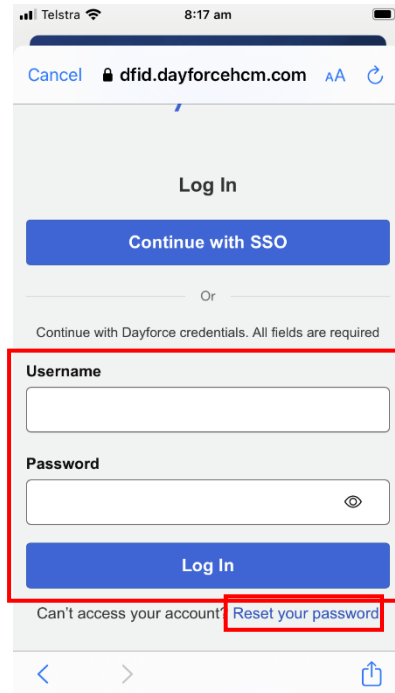 Telstra 8:17 am
Cancel dfid.dayforcehcm.com AA
Log In
Continue with SSO
Or
Continue with Dayforce credentials. All fields are required
Username
Password
Log In
Can't access your account? Reset your password